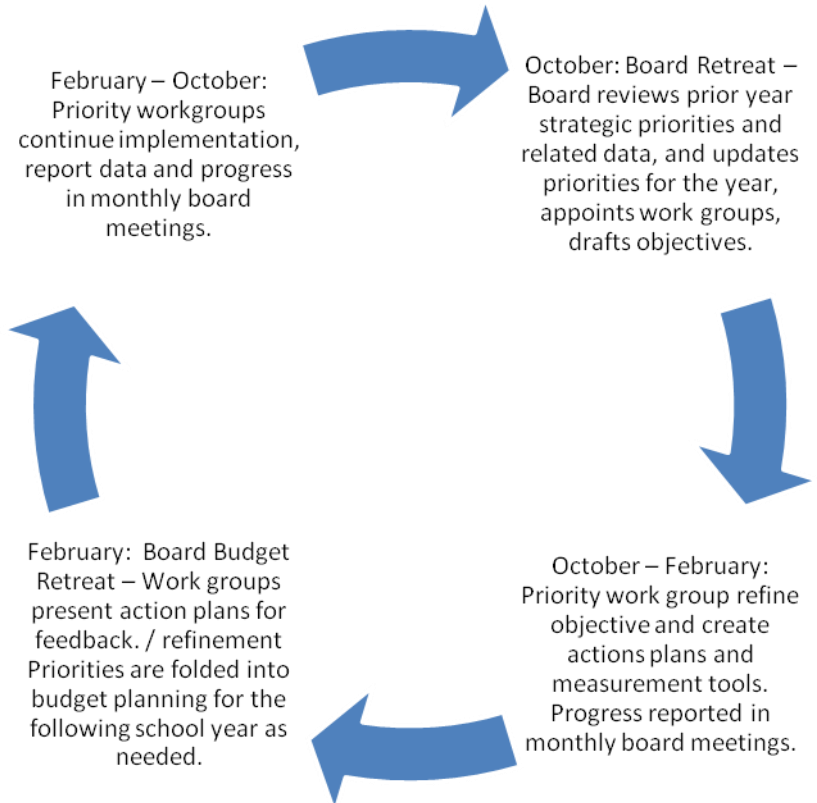 February – October:
Priority workgroups
continue implementation,
report data and progress
in monthly board
meetings.
October: Board Retreat –
Board reviews prior year
strategic priorities and
related data, and updates
priorities for the year,
appoints work groups,
drafts objectives.
October – February:
Priority work group refine
objective and create
actions plans and
measurement tools.
Progress reported in
monthly board meetings.
February: Board Budget
Retreat – Work groups
present action plans for
feedback. / refinement
Priorities are folded into
budget planning for the
following school year as
needed.